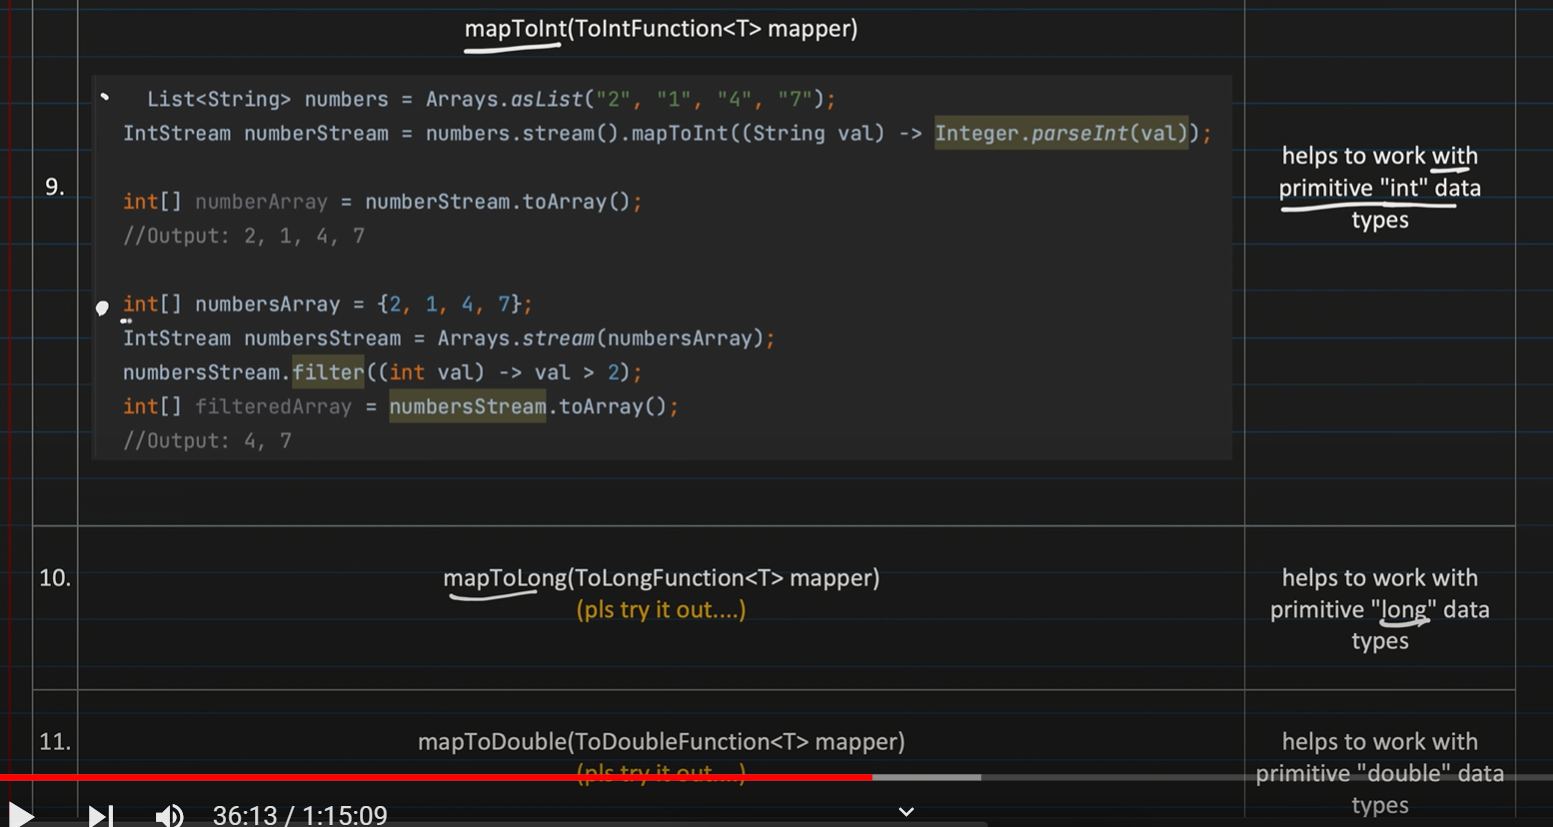 mapToInt(ToIntFunction<T> mapper)
9.
List<String> numbers = Arrays.asList("2", "1", "4", "7");
IntStream numberStream = numbers.stream().mapToInt((String val) -> Integer.parseInt(val));
int[] numberArray = numberStream.toArray();
//Output: 2, 1, 4, 7
int[] numbersArray = {2, 1, 4, 7};
IntStream numbersStream = Arrays.stream(numbersArray);
numbersStream.filter((int val) -> val > 2);
int[] filteredArray = numbersStream.toArray();
//Output: 4, 7
helps to work with
primitive "int" data
types
10.
mapToLong(ToLongFunction<T> mapper)
(pls try it out....)
helps to work with
primitive "long" data
types
11.
mapToDouble(ToDoubleFunction<T> mapper)
(pls try it out....)
helps to work with
primitive "double" data
types
36:13 / 1:15:09